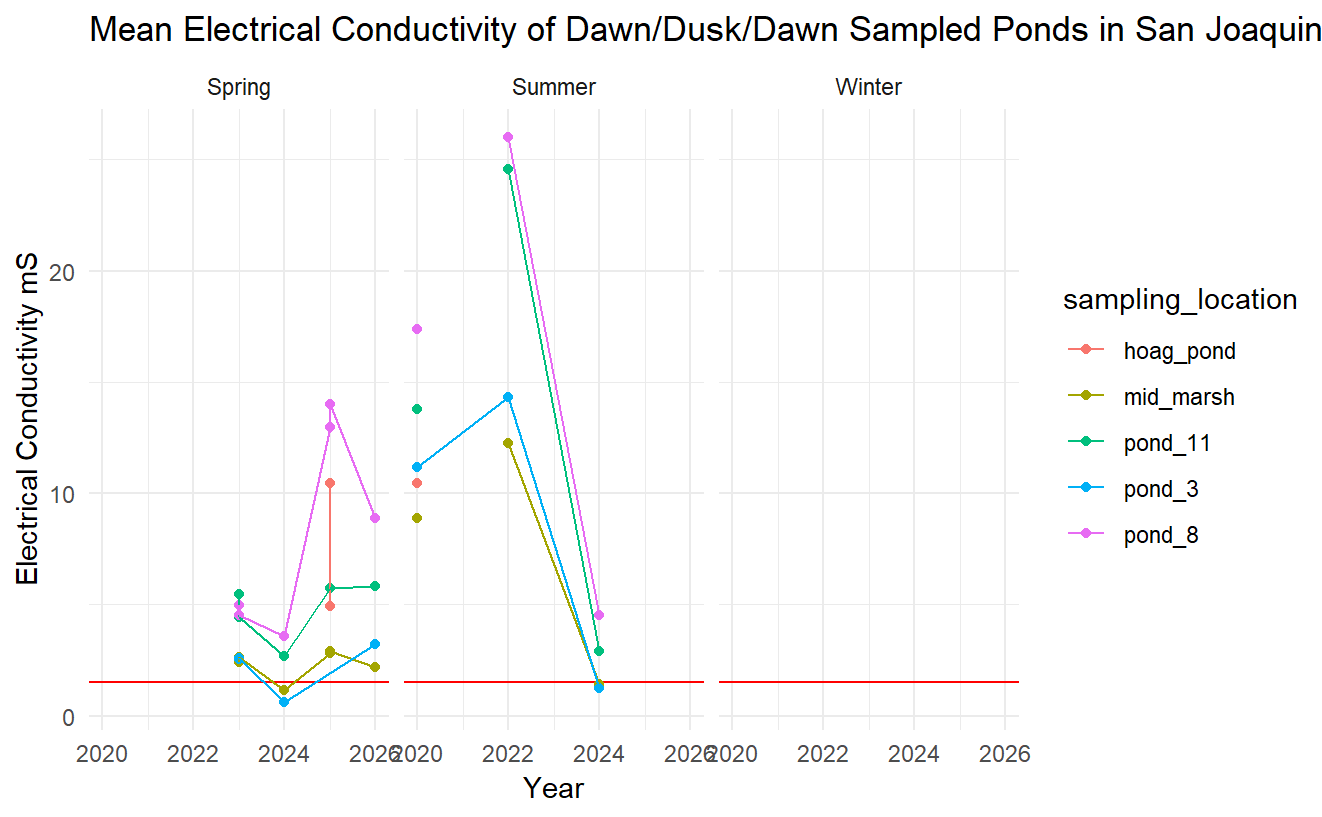 Mean Electrical Conductivity of Dawn/Dusk/Dawn Sampled Ponds in San Joaquin
Spring Summer Winter
Electrical Conductivity mS
20
10
0
2020 2022 2024 2026 2020 2022 2024 2026 2020 2022 2024 2026
Year
sampling_location
hoag_pond
mid_marsh
pond_11
pond_3
pond_8